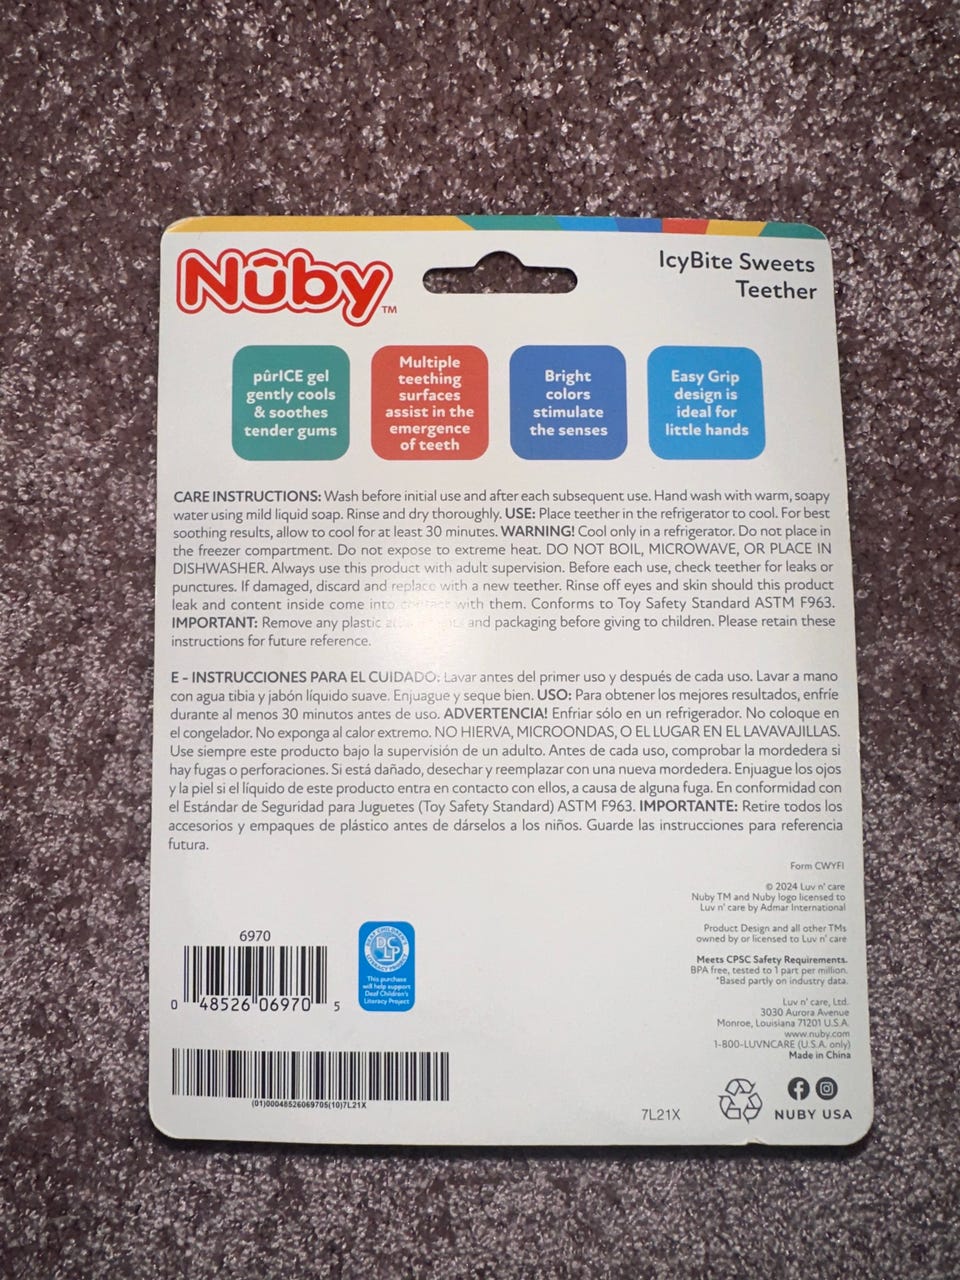 Nûby™
IcyBite Sweets
Teether
pûrICE gel
gently cools
& soothes
tender gums
Multiple
teething
surfaces
assist in the
emergence
of teeth
Bright
colors
stimulate
the senses
Easy Grip
design is
ideal for
little hands
CARE INSTRUCTIONS: Wash before initial use and after each subsequent use. Hand wash with warm, soapy
water using mild liquid soap. Rinse and dry thoroughly. USE: Place teether in the refrigerator to cool. For best
soothing results, allow to cool for at least 30 minutes. WARNING! Cool only in a refrigerator. Do not place in
the freezer compartment. Do not expose to extreme heat. DO NOT BOIL, MICROWAVE, OR PLACE IN
DISHWASHER. Always use this product with adult supervision. Before each use, check teether for leaks or
punctures. If damaged, discard and replace with a new teether. Rinse off eyes and skin should this product
leak and content inside come into contact with them. Conforms to Toy Safety Standard ASTM F963.
IMPORTANT: Remove any plastic and packaging before giving to children. Please retain these
instructions for future reference.
E - INSTRUCCIONES PARA EL CUIDADO: Lavar antes del primer uso y después de cada uso. Lavar a mano
con agua tibia y jabón líquido suave. Enjuague y seque bien. USO: Para obtener los mejores resultados, enfríe
durante al menos 30 minutos antes de uso. ADVERTENCIA! Enfriar sólo en un refrigerador. No coloque en
el congelador. No exponga al calor extremo. NO HIERVA, MICROONDAS, O EL LUGAR EN EL LAVAVAJILLAS.
Use siempre este producto bajo la supervisión de un adulto. Antes de cada uso, comprobar la mordedera si
hay fugas o perforaciones. Si está dañado, desechar y reemplazar con una nueva mordedera. Enjuague los ojos
y la piel si el líquido de este producto entra en contacto con ellos, a causa de alguna fuga. En conformidad con
el Estándar de Seguridad para Juguetes (Toy Safety Standard) ASTM F963. IMPORTANTE: Retire todos los
accesorios y empaques de plástico antes de dárselos a los niños. Guarde las instrucciones para referencia
futura.
Form CWYFI
© 2024 Luv n' care
Nuby TM and Nuby logo licensed to
Luv n' care by Admar International
Product Design and all other TMs
owned by or licensed to Luv n' care
Meets CPSC Safety Requirements.
BPA free, tested to 1 part per million.
*Based partly on industry data.
Luv n' care, Ltd.
3030 Aurora Avenue
Monroe, Louisiana 71201 U.S.A.
www.nuby.com
1-800-LUVNCARE (U.S.A. only)
Made in China
6970
0 48526 06970 5
DEAF CHILDREN'S
LITERACY PROJECT
DCLP
This purchase
will help support
Deaf Children's
Literacy Project
(01)00048526069705(10)7L21X
7L21X
NUBY USA